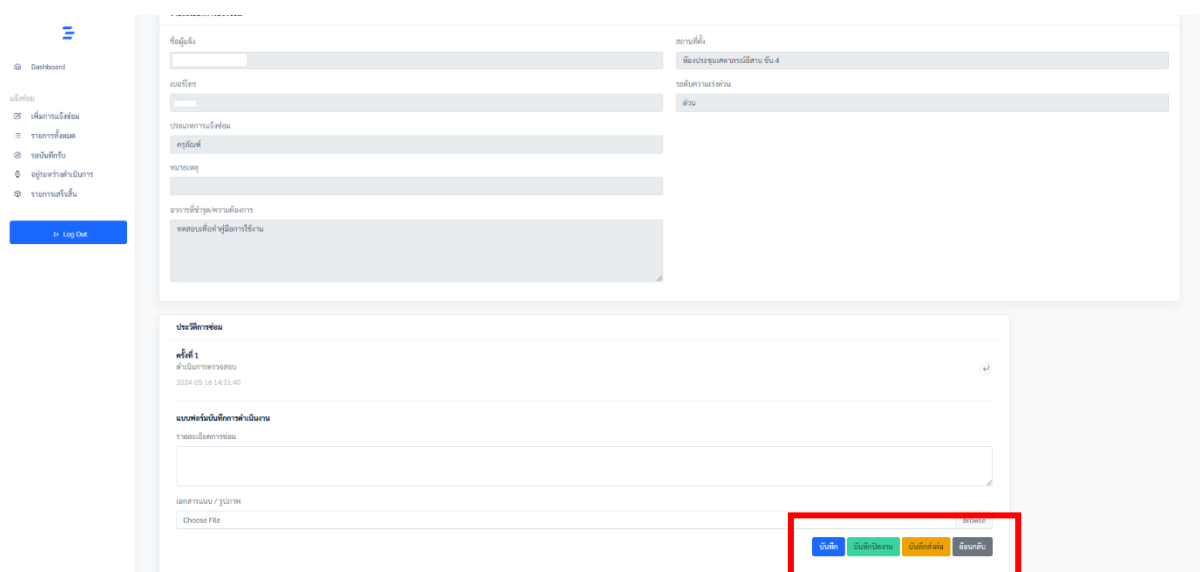 Dashboard
แจ้งซ่อม
เพิ่มการแจ้งซ่อม
รายการทั้งหมด
รอบันทึกรับ
อยู่ระหว่างดำเนินการ
รายการเสร็จสิ้น
Log Out
ชื่อผู้แจ้ง
สถานที่ตั้ง
ห้องประชุมเศดาภรณ์อีสาน ชั้น 4
เบอร์โทร
ระดับความเร่งด่วน
ด่วน
ประเภทการแจ้งซ่อม
ครุภัณฑ์
หมายเหตุ
อาการที่ชำรุด/ความต้องการ
ทดสอบเพื่อทำคู่มือการใช้งาน
ประวัติการซ่อม
ครั้งที่ 1
ดำเนินการตรวจสอบ
2024-05-16 14:21:40
แบบฟอร์มบันทึกการดำเนินงาน
รายละเอียดการซ่อม
เอกสารแนบ / รูปภาพ
Choose File
Browse
บันทึก บันทึกปิดงาน บันทึกส่งต่อ ย้อนกลับ